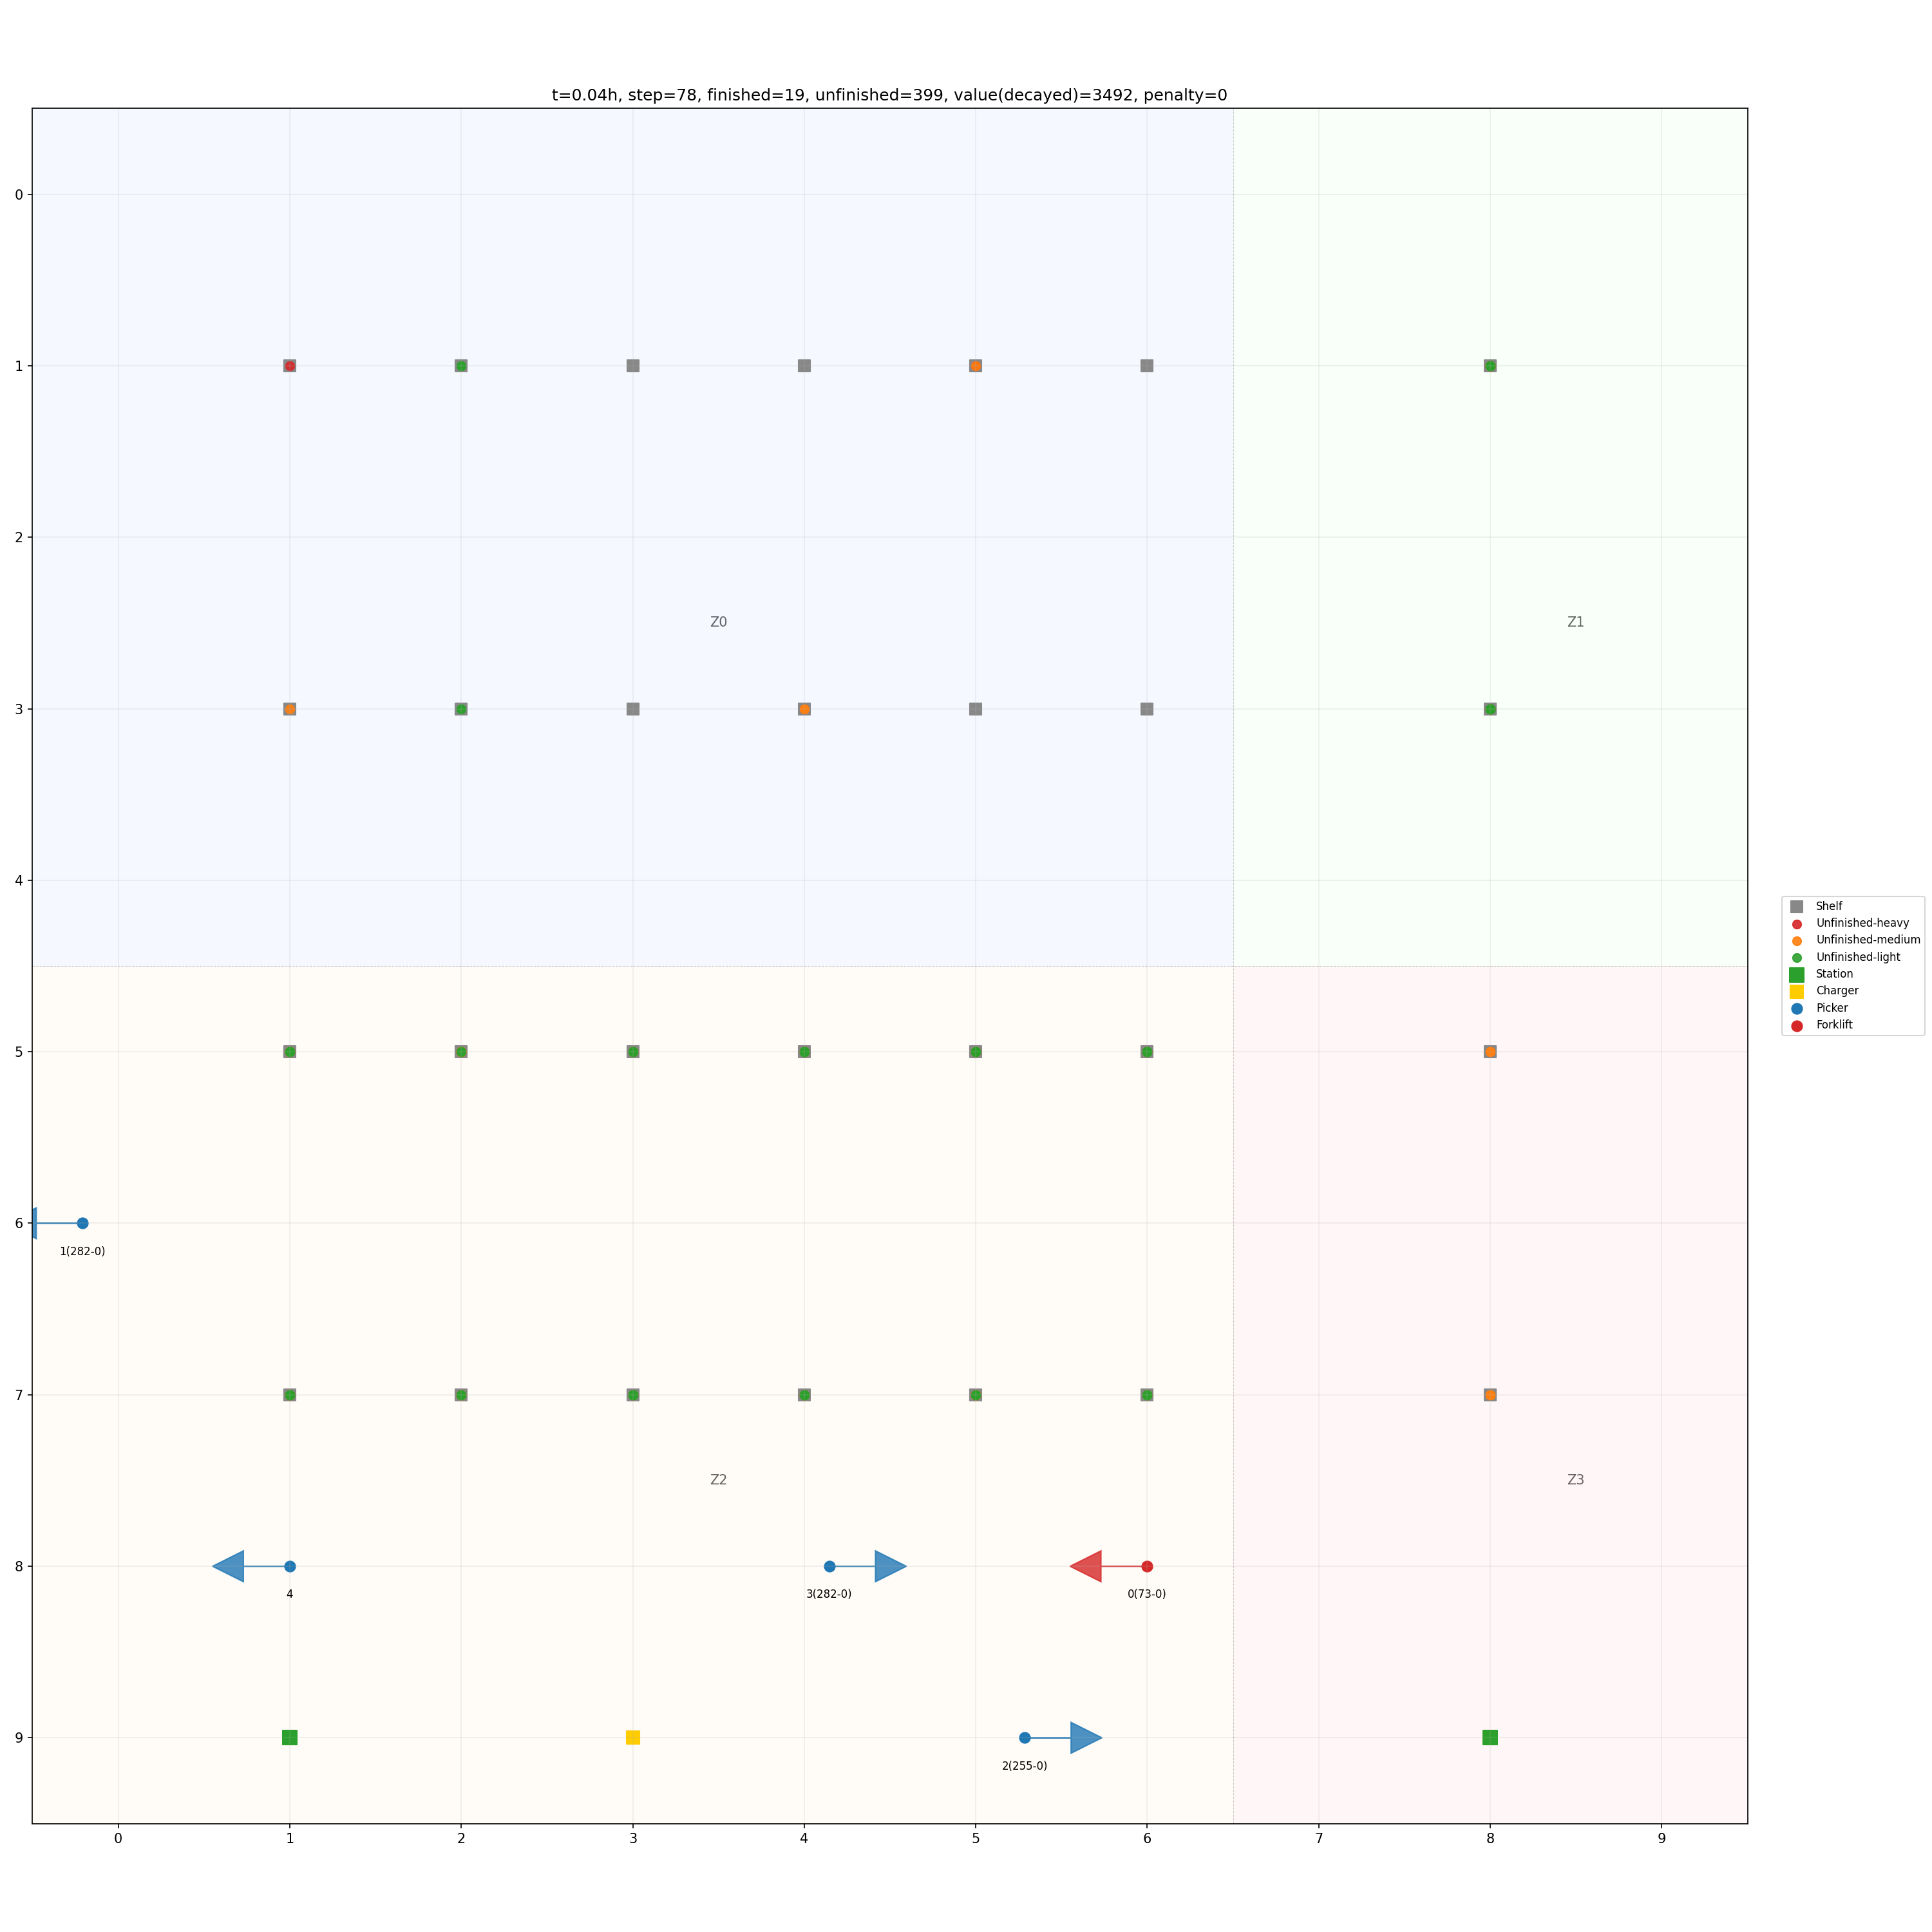 t=0.04h, step=78, finished=19, unfinished=399, value(decayed)=3492, penalty=0
0
1
2
Z0
Z1
3
4
Shelf
Unfinished-heavy
Unfinished-medium
Unfinished-light
Station
Charger
Picker
Forklift
5
6
1(282-0)
7
Z2
Z3
8
4
3(282-0)
0(73-0)
9
2(255-0)
0 1 2 3 4 5 6 7 8 9